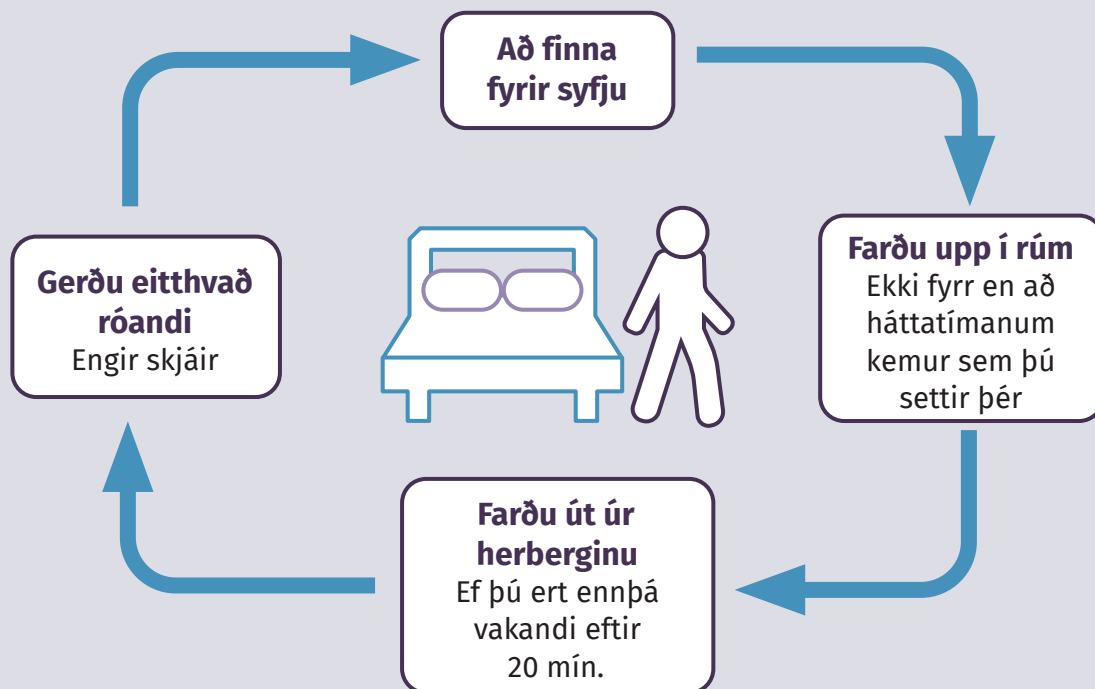 Að finna
fyrir syfju
Farðu upp í rúm
Ekki fyrr en að
háttatímanum
kemur sem þú
settir þér
Farðu út úr
herberginu
Ef þú ert ennþá
vakandi eftir
20 mín.
Gerðu eitthvað
róandi
Engir skjáir